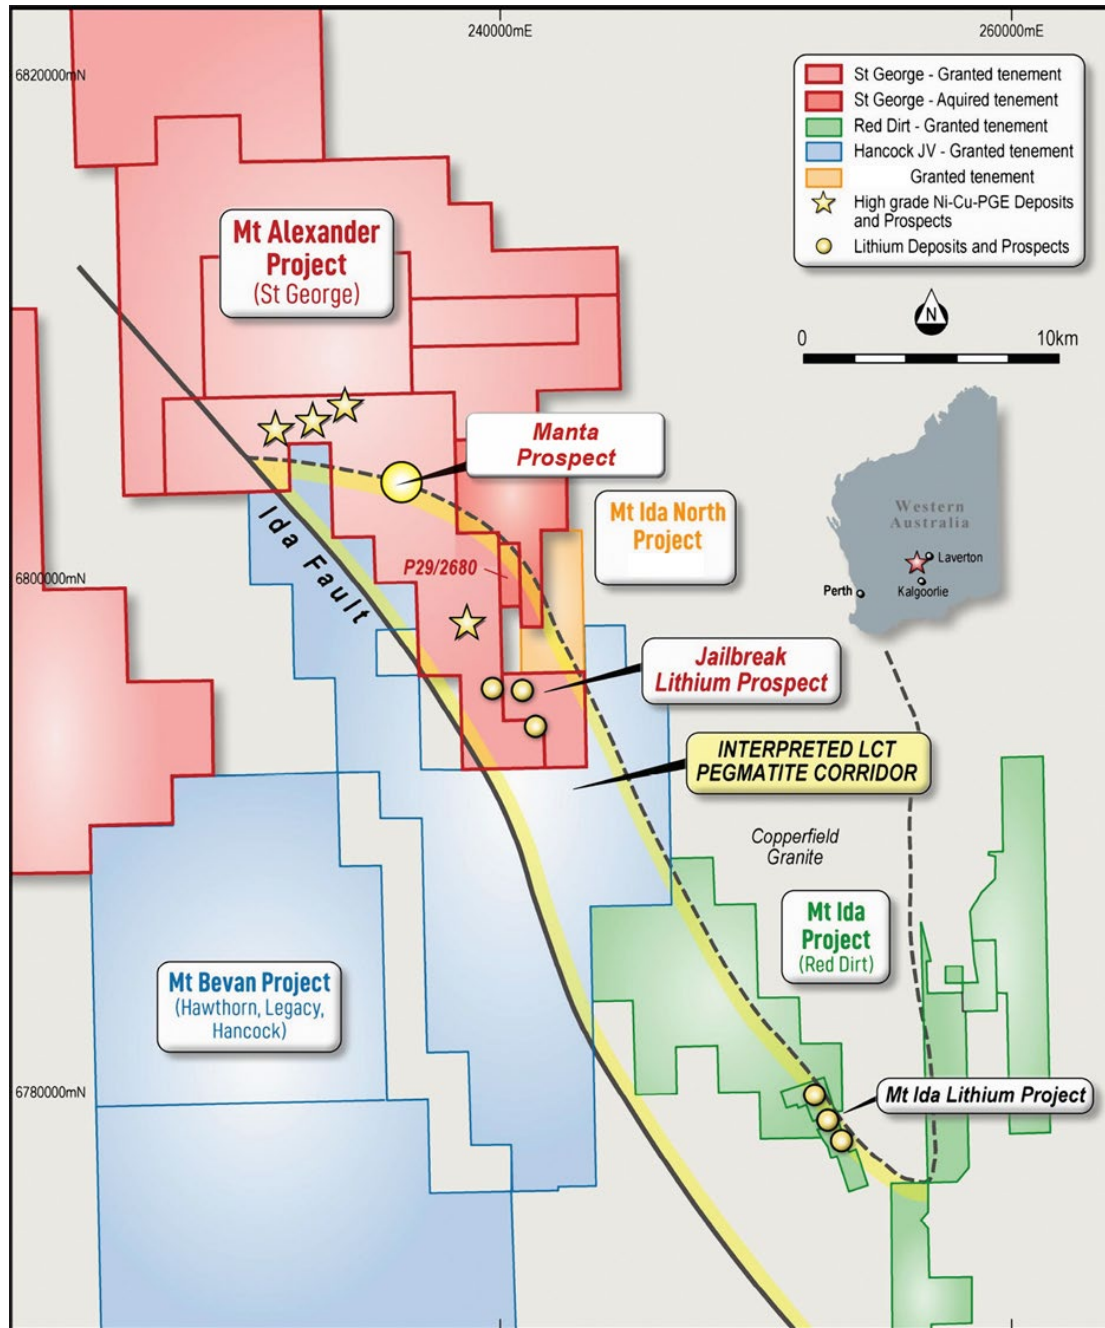 240000mE
260000mE
6820000mN
St George - Granted tenement
St George - Aquired tenement
Red Dirt - Granted tenement
Hancock JV - Granted tenement
Granted tenement
High grade Ni-Cu-PGE Deposits
and Prospects
Lithium Deposits and Prospects
Mt Alexander
Project
(St George)
N
0
10km
Manta
Prospect
Ida Fault
Mt Ida North
Project
Western
Australia
Laverton
Kalgoorlie
Perth
6800000mN
P29/2680
Jailbreak
Lithium Prospect
INTERPRETED LCT
PEGMATITE CORRIDOR
Copperfield
Granite
Mt Ida
Project
(Red Dirt)
Mt Bevan Project
(Hawthorn, Legacy,
Hancock)
6780000mN
Mt Ida Lithium Project